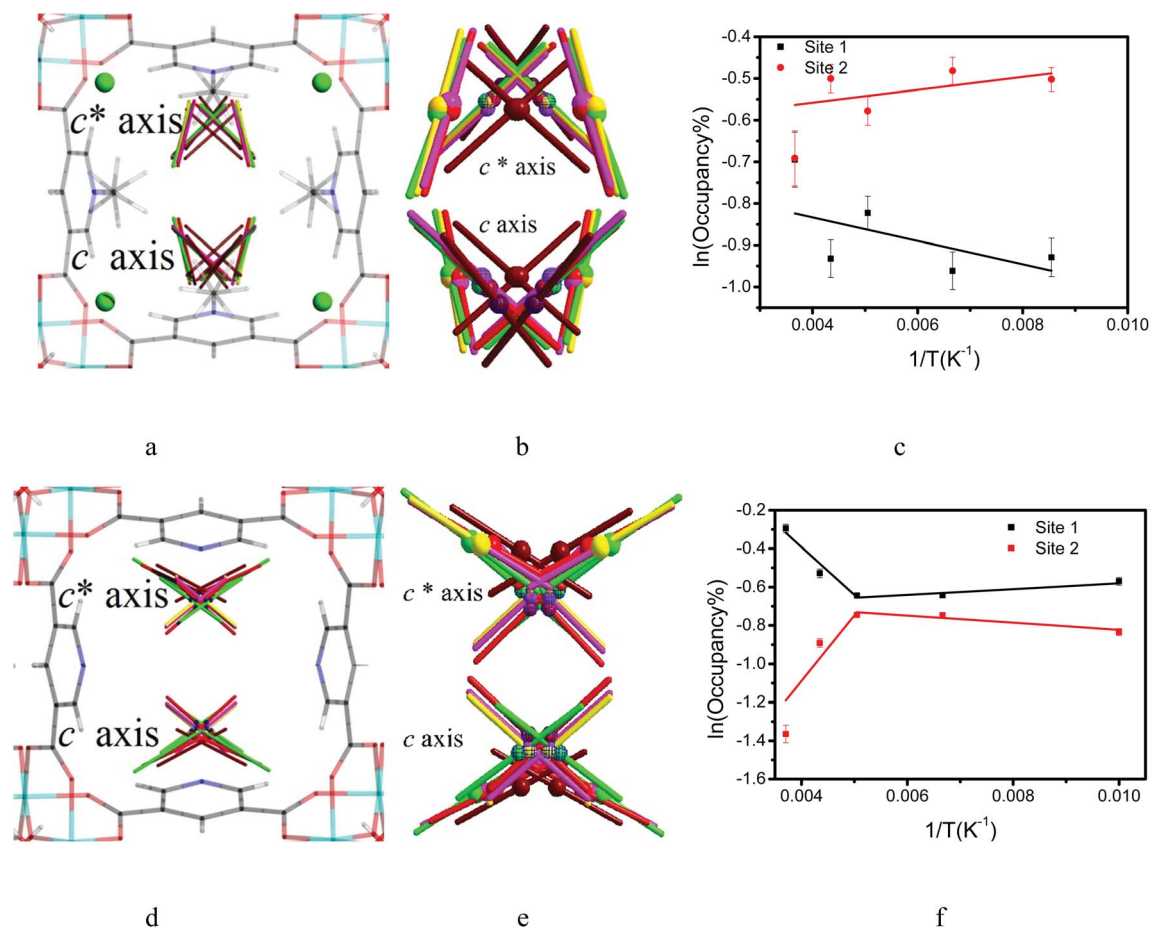 c* axis
c axis
a
c * axis
c axis
b
Site 1
Site 2
ln(Occupancy%)
-0.4
-0.5
-0.6
-0.7
-0.8
-0.9
-1.0
0.004 0.006 0.008 0.010
1/T(K⁻¹)
c
c* axis
c axis
d
c * axis
c axis
e
Site 1
Site 2
ln(Occupancy%)
-0.2
-0.4
-0.6
-0.8
-1.0
-1.2
-1.4
-1.6
0.004 0.006 0.008 0.010
1/T(K⁻¹)
f